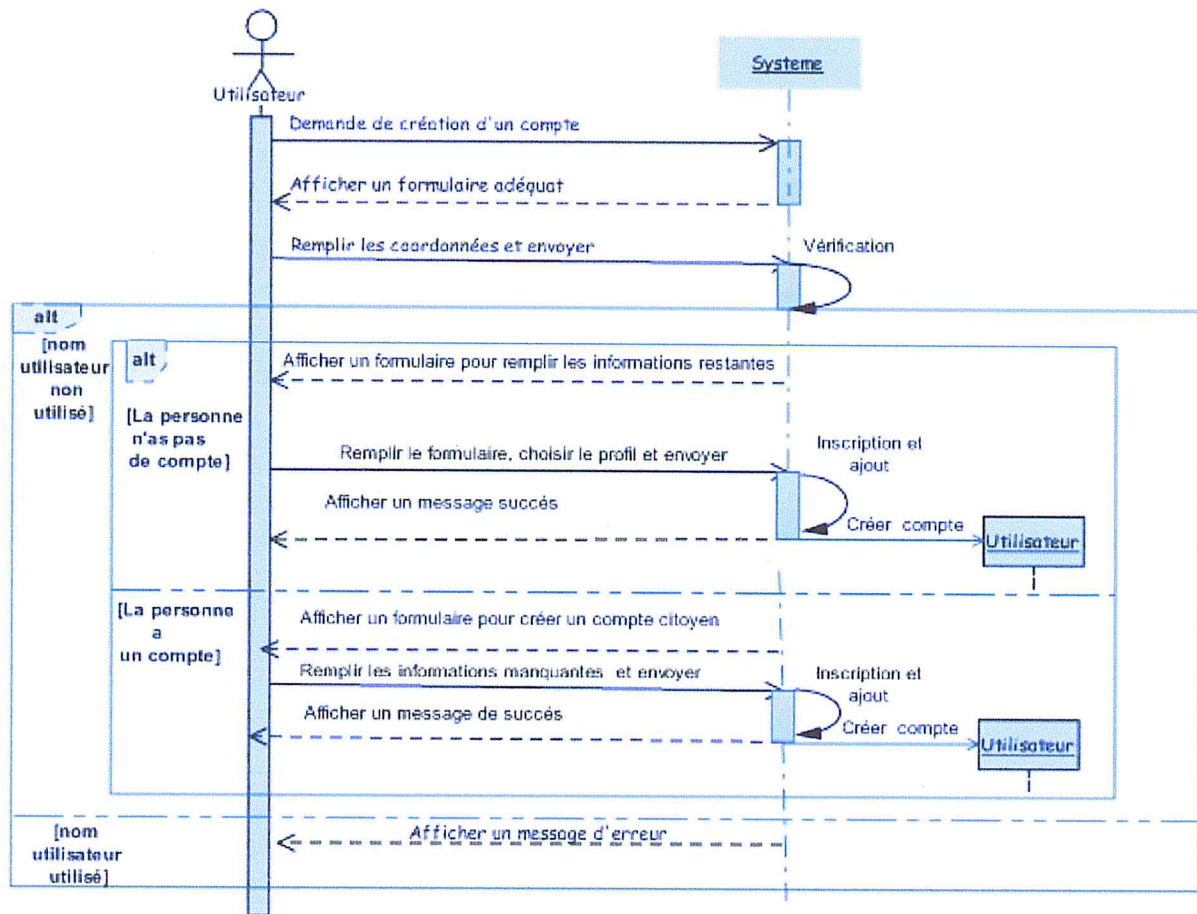 Systeme
Utilisateur
Demande de création d'un compte
Afficher un formulaire adéquat
Remplir les coordonnées et envoyer
Vérification
alt
[nom
utilisateur
non
utilisé]
alt
Afficher un formulaire pour remplir les informations restantes
[La personne
n'as pas
de compte]
Remplir le formulaire, choisir le profil et envoyer
Inscription et
ajout
Afficher un message succés
Créer compte
Utilisateur
[La personne
a
un compte]
Afficher un formulaire pour créer un compte citoyen
Remplir les informations manquantes et envoyer
Inscription et
ajout
Afficher un message de succés
Créer compte
Utilisateur
[nom
utilisateur
utilisé]
Afficher un message d'erreur